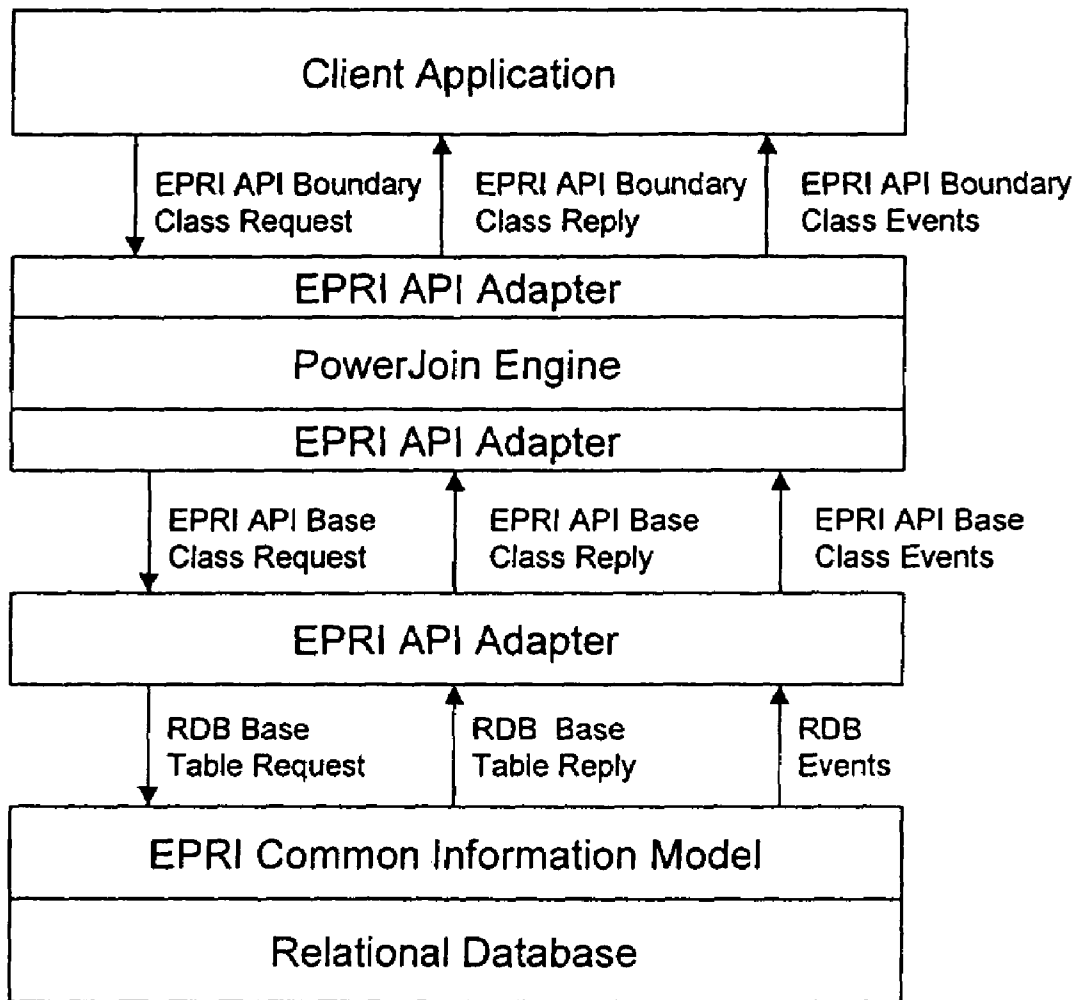 Client Application
EPRI API Boundary
Class Request
EPRI API Boundary
Class Reply
EPRI API Boundary
Class Events
EPRI API Adapter
PowerJoin Engine
EPRI API Adapter
EPRI API Base
Class Request
EPRI API Base
Class Reply
EPRI API Base
Class Events
EPRI API Adapter
RDB Base
Table Request
RDB Base
Table Reply
RDB
Events
EPRI Common Information Model
Relational Database